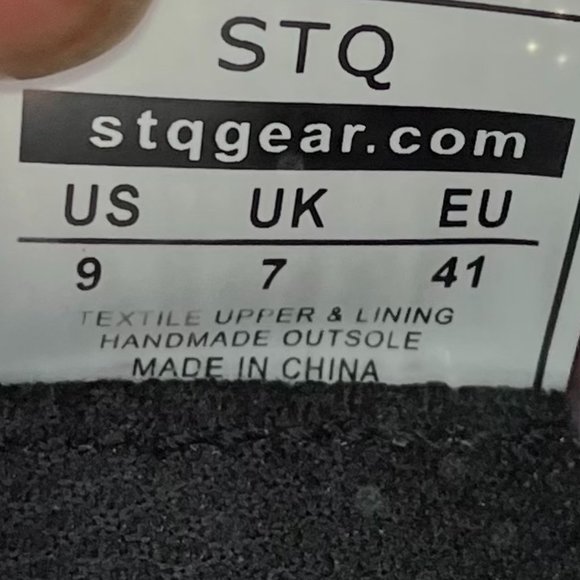 STQ
stqgear.com
US UK EU
9 7 41
TEXTILE UPPER & LINING
HANDMADE OUTSOLE
MADE IN CHINA